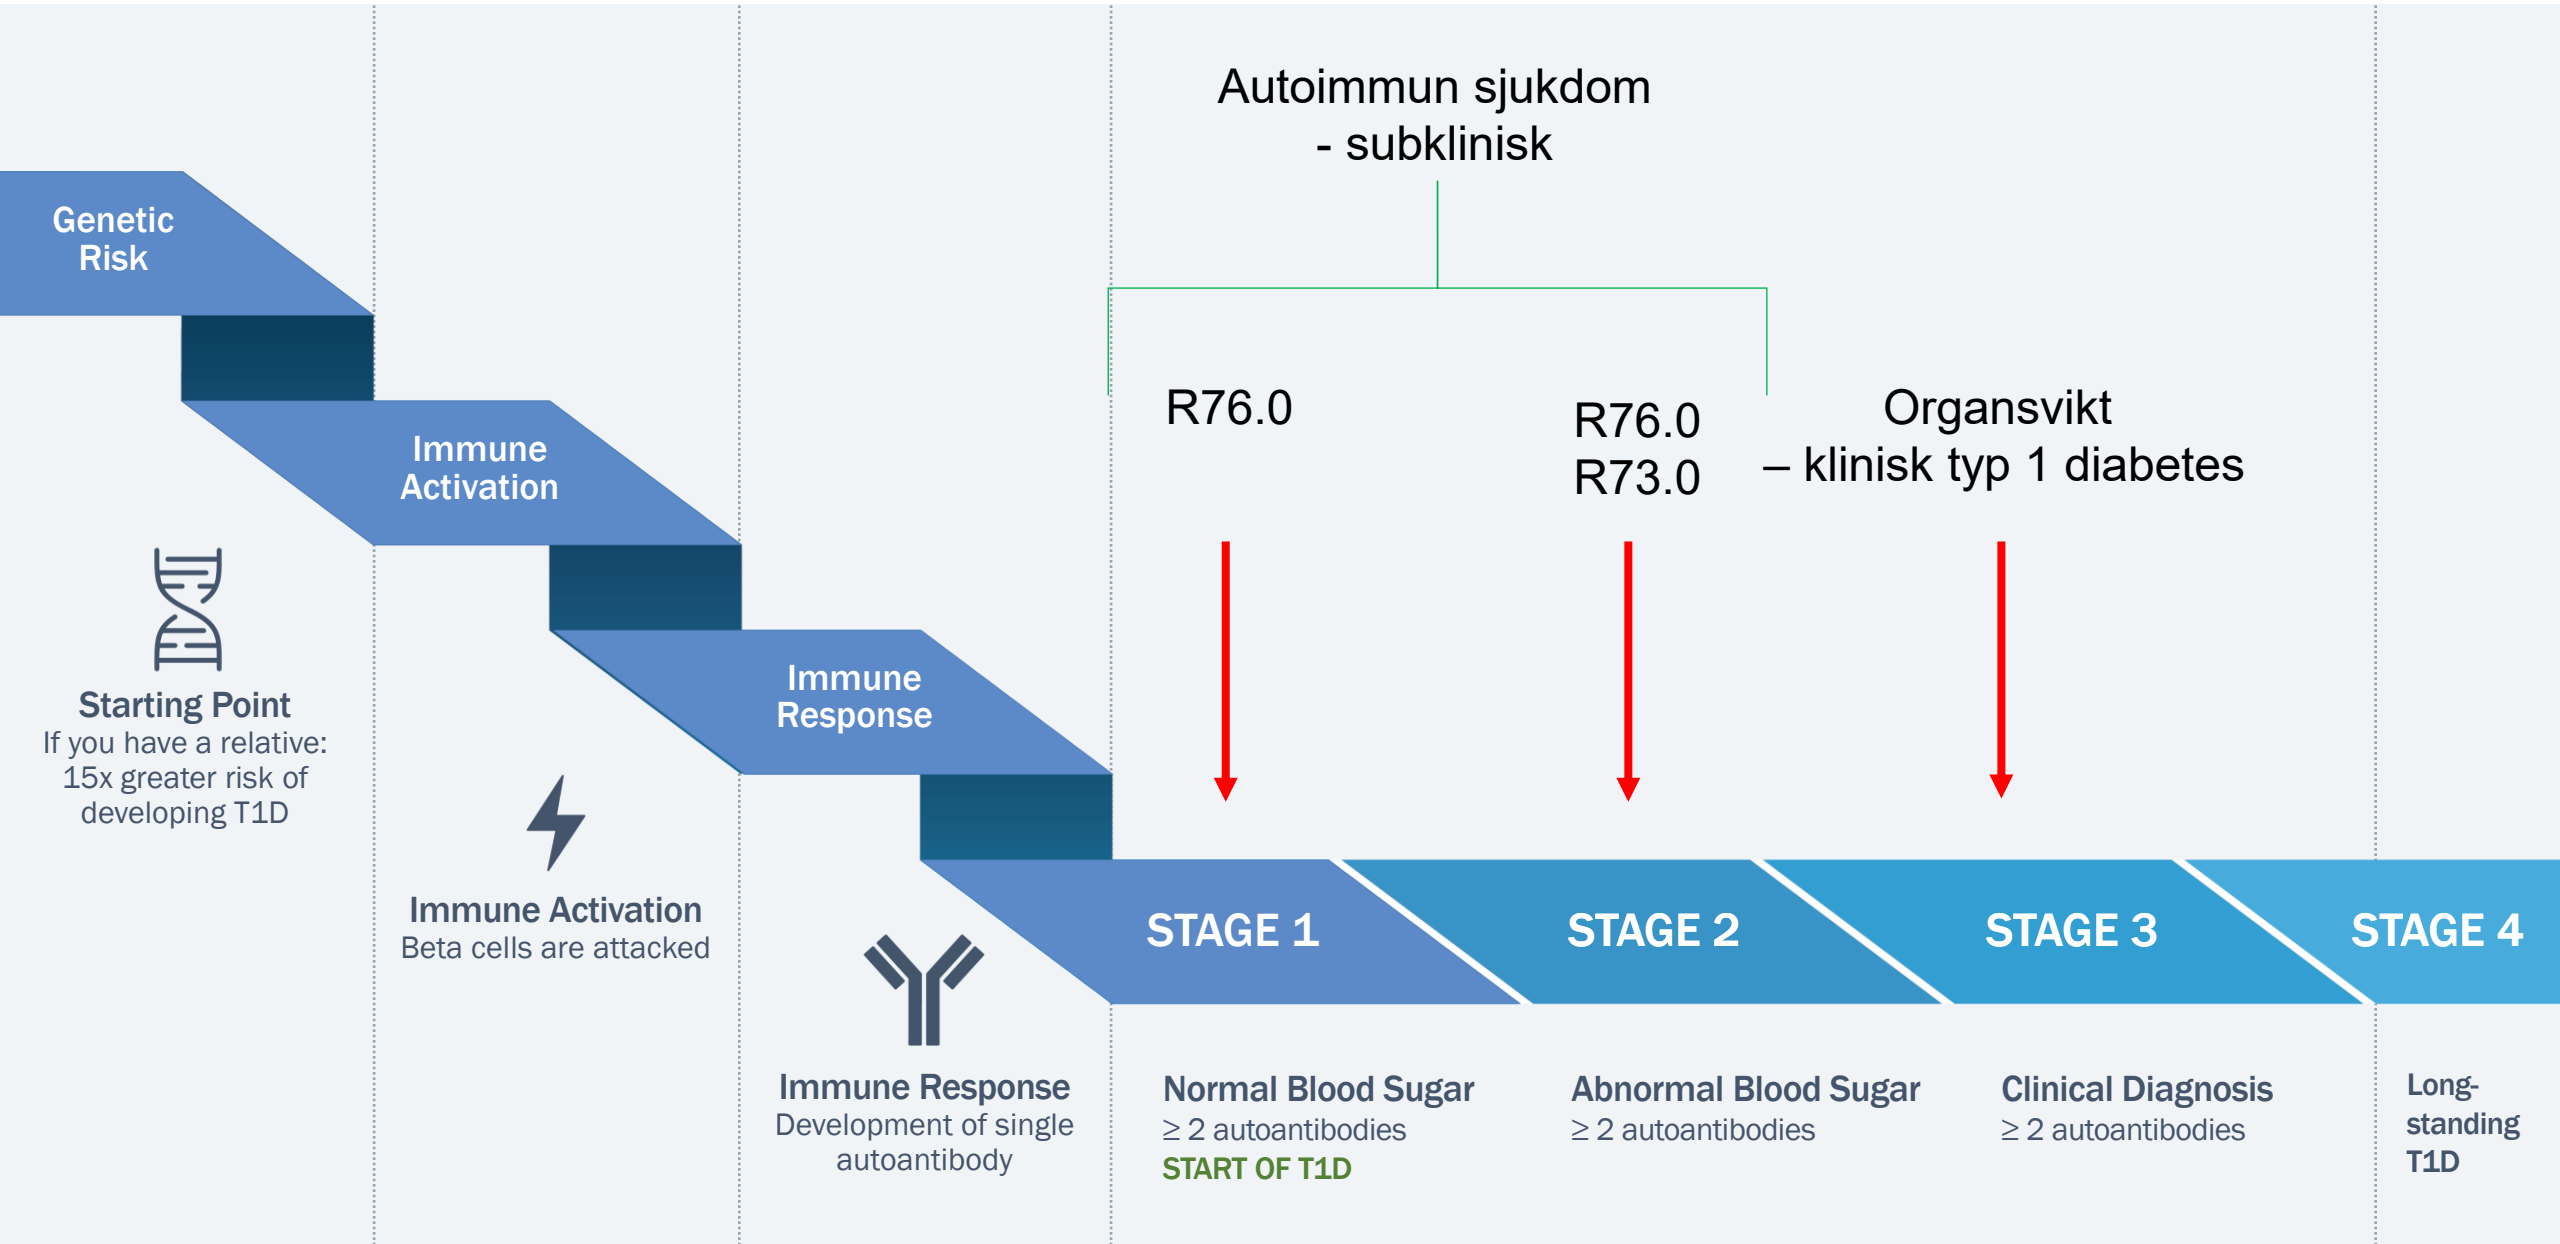 Autoimmun sjukdom
- subklinisk
Genetic
Risk
Immune
Activation
Immune
Response
R76.0
R76.0
R73.0
Organsvikt
– klinisk typ 1 diabetes
Starting Point
If you have a relative:
15x greater risk of
developing T1D
Immune Activation
Beta cells are attacked
Immune Response
Development of single
autoantibody
STAGE 1
STAGE 2
STAGE 3
STAGE 4
Normal Blood Sugar
≥ 2 autoantibodies
START OF T1D
Abnormal Blood Sugar
≥ 2 autoantibodies
Clinical Diagnosis
≥ 2 autoantibodies
Long-
standing
T1D